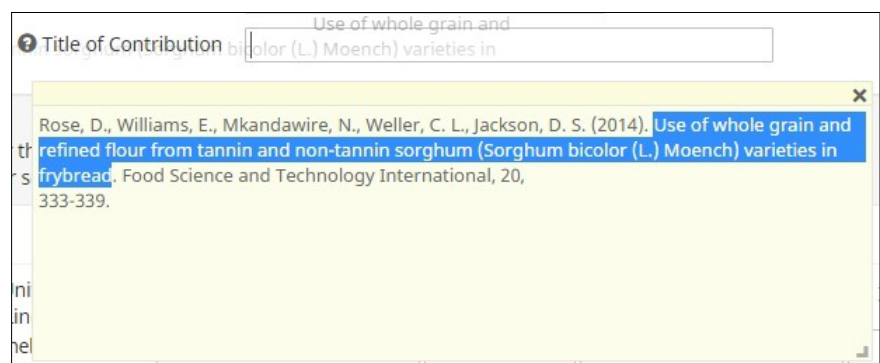 Use of whole grain and
Title of Contribution
(Sorghum bicolor (L.) Moench) varieties in
Rose, D., Williams, E., Mkandawire, N., Weller, C. L., Jackson, D. S. (2014). Use of whole grain and
refined flour from tannin and non-tannin sorghum (Sorghum bicolor (L.) Moench) varieties in
frybread. Food Science and Technology International, 20,
333-339.